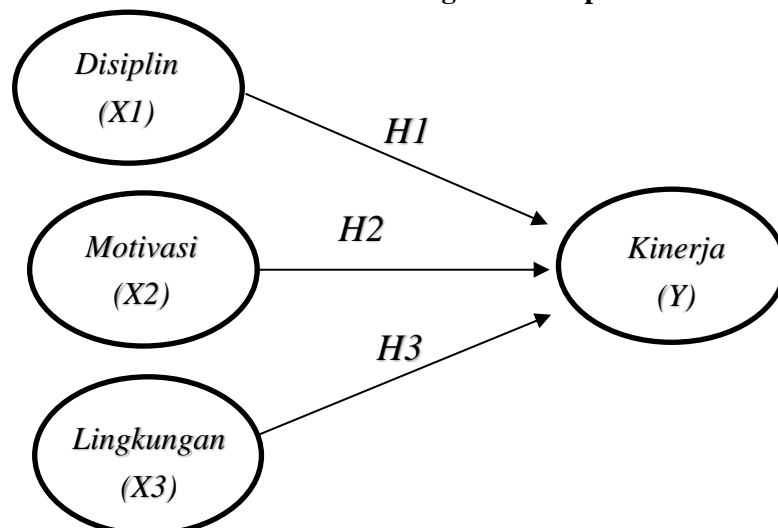 Disiplin
(X1)
H1
Motivasi
(X2)
H2
Kinerja
(Y)
H3
Lingkungan
(X3)